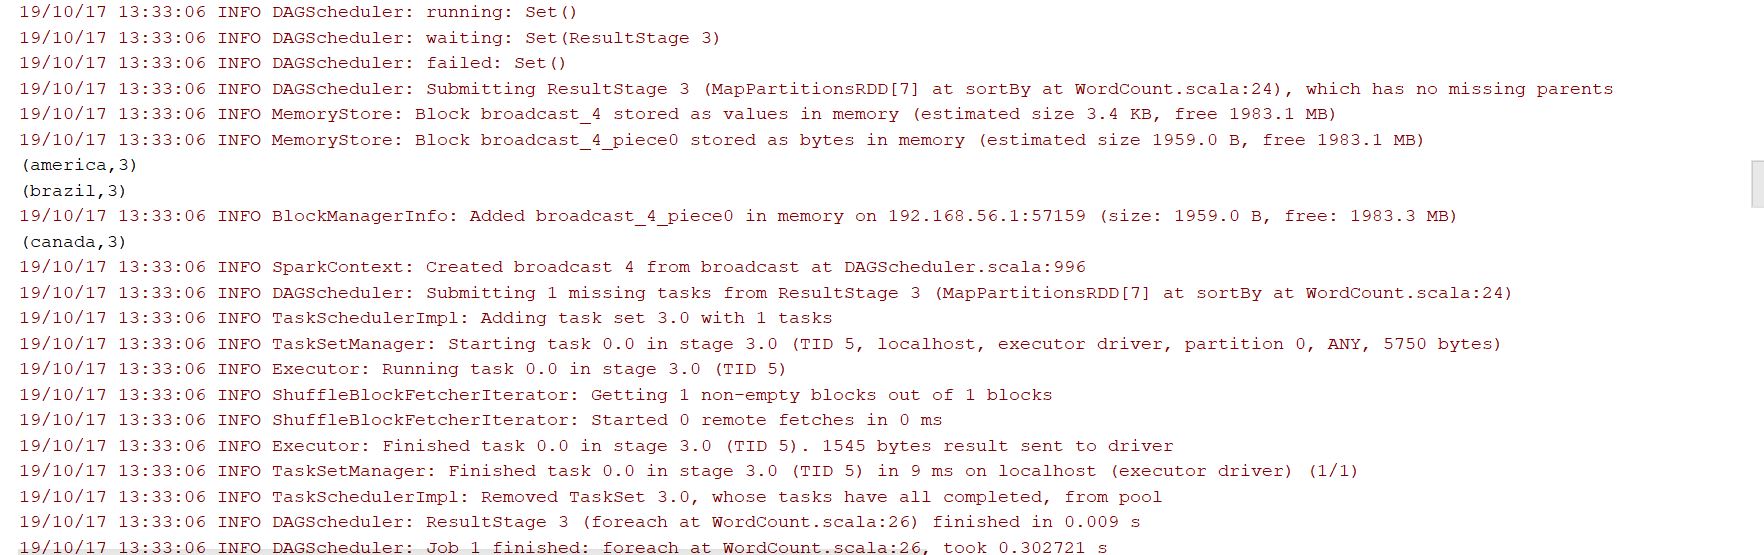 19/10/17 13:33:06 INFO DAGScheduler: running: Set()
19/10/17 13:33:06 INFO DAGScheduler: waiting: Set(ResultStage 3)
19/10/17 13:33:06 INFO DAGScheduler: failed: Set()
19/10/17 13:33:06 INFO DAGScheduler: Submitting ResultStage 3 (MapPartitionsRDD[7] at sortBy at WordCount.scala:24), which has no missing parents
19/10/17 13:33:06 INFO MemoryStore: Block broadcast_4 stored as values in memory (estimated size 3.4 KB, free 1983.1 MB)
19/10/17 13:33:06 INFO MemoryStore: Block broadcast_4_piece0 stored as bytes in memory (estimated size 1959.0 B, free 1983.1 MB)
(america,3)
(brazil,3)
19/10/17 13:33:06 INFO BlockManagerInfo: Added broadcast_4_piece0 in memory on 192.168.56.1:57159 (size: 1959.0 B, free: 1983.3 MB)
(canada,3)
19/10/17 13:33:06 INFO SparkContext: Created broadcast 4 from broadcast at DAGScheduler.scala:996
19/10/17 13:33:06 INFO DAGScheduler: Submitting 1 missing tasks from ResultStage 3 (MapPartitionsRDD[7] at sortBy at WordCount.scala:24)
19/10/17 13:33:06 INFO TaskSchedulerImpl: Adding task set 3.0 with 1 tasks
19/10/17 13:33:06 INFO TaskSetManager: Starting task 0.0 in stage 3.0 (TID 5, localhost, executor driver, partition 0, ANY, 5750 bytes)
19/10/17 13:33:06 INFO Executor: Running task 0.0 in stage 3.0 (TID 5)
19/10/17 13:33:06 INFO ShuffleBlockFetcherIterator: Getting 1 non-empty blocks out of 1 blocks
19/10/17 13:33:06 INFO ShuffleBlockFetcherIterator: Started 0 remote fetches in 0 ms
19/10/17 13:33:06 INFO Executor: Finished task 0.0 in stage 3.0 (TID 5). 1545 bytes result sent to driver
19/10/17 13:33:06 INFO TaskSetManager: Finished task 0.0 in stage 3.0 (TID 5) in 9 ms on localhost (executor driver) (1/1)
19/10/17 13:33:06 INFO TaskSchedulerImpl: Removed TaskSet 3.0, whose tasks have all completed, from pool
19/10/17 13:33:06 INFO DAGScheduler: ResultStage 3 (foreach at WordCount.scala:26) finished in 0.009 s
19/10/17 13:33:06 INFO DAGScheduler: Job 1 finished: foreach at WordCount.scala:26, took 0.302721 s